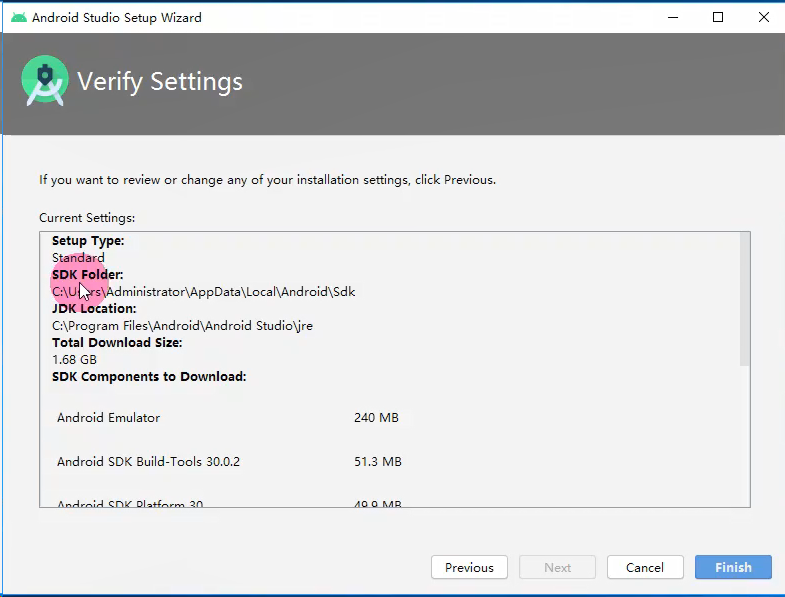 Android Studio Setup Wizard
Verify Settings
If you want to review or change any of your installation settings, click Previous.
Current Settings:
Setup Type:
Standard
SDK Folder:
C:\Users\Administrator\AppData\Local\Android\Sdk
JDK Location:
C:\Program Files\Android\Android Studio\jre
Total Download Size:
1.68 GB
SDK Components to Download:
Android Emulator 240 MB
Android SDK Build-Tools 30.0.2 51.3 MB
Android SDK Platform 30 49.9 MB
Previous Next Cancel Finish